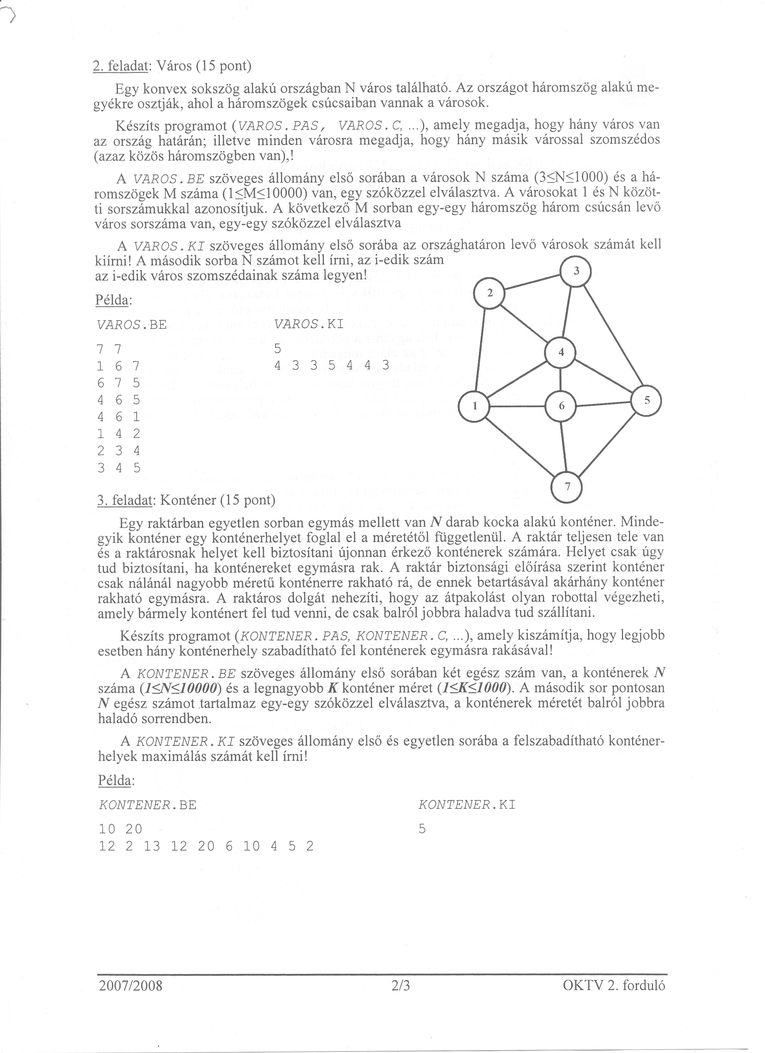 2. feladat: Város (15 pont)
Egy konvex sokszög alakú országban N város található. Az országot háromszög alakú me-
gyékre osztják, ahol a háromszögek csúcsaiban vannak a városok.
Készíts programot (VAROS.PAS, VAROS.C, ...), amely megadja, hogy hány város van
az ország határán; illetve minden városra megadja, hogy hány másik várossal szomszédos
(azaz közös háromszögben van),!
A VAROS.BE szöveges állomány első sorában a városok N száma (3≤N≤1000) és a há-
romszögek M száma (1≤M≤10000) van, egy szóközzel elválasztva. A városokat 1 és N közöt-
ti sorszámukkal azonosítjuk. A következő M sorban egy-egy háromszög három csúcsán levő
város sorszáma van, egy-egy szóközzel elválasztva
A VAROS.KI szöveges állomány első sorába az országhatáron levő városok számát kell
kiírni! A második sorba N számot kell írni, az i-edik szám
az i-edik város szomszédainak száma legyen!
Példa:
VAROS.BE VAROS.KI
7 7 5
1 6 7 4 3 3 5 4 4 3
6 7 5
4 6 5
4 6 1
1 4 2
2 3 4
3 4 5
3
2
4
1
6
5
7
3. feladat: Konténer (15 pont)
Egy raktárban egyetlen sorban egymás mellett van N darab kocka alakú konténer. Minde-
gyik konténer egy konténerhelyet foglal el a méretétől függetlenül. A raktár teljesen tele van
és a raktárosnak helyet kell biztosítani újonnan érkező konténerek számára. Helyet csak úgy
tud biztosítani, ha konténereket egymásra rak. A raktár biztonsági előírása szerint konténer
csak nálánál nagyobb méretű konténerre rakható rá, de ennek betartásával akárhány konténer
rakható egymásra. A raktáros dolgát nehezíti, hogy az átpakolást olyan robottal végezheti,
amely bármely konténert fel tud venni, de csak balról jobbra haladva tud szállítani.
Készíts programot (KONTENER.PAS, KONTENER.C, ...), amely kiszámítja, hogy legjobb
esetben hány konténerhely szabadítható fel konténerek egymásra rakásával!
A KONTENER.BE szöveges állomány első sorában két egész szám van, a konténerek N
száma (1≤N≤10000) és a legnagyobb K konténer méret (1≤K≤1000). A második sor pontosan
N egész számot tartalmaz egy-egy szóközzel elválasztva, a konténerek méretét balról jobbra
haladó sorrendben.
A KONTENER.KI szöveges állomány első és egyetlen sorába a felszabadítható konténer-
helyek maximálás számát kell írni!
Példa:
KONTENER.BE KONTENER.KI
10 20 5
12 2 13 12 20 6 10 4 5 2
2007/2008 2/3 OKTV 2. forduló